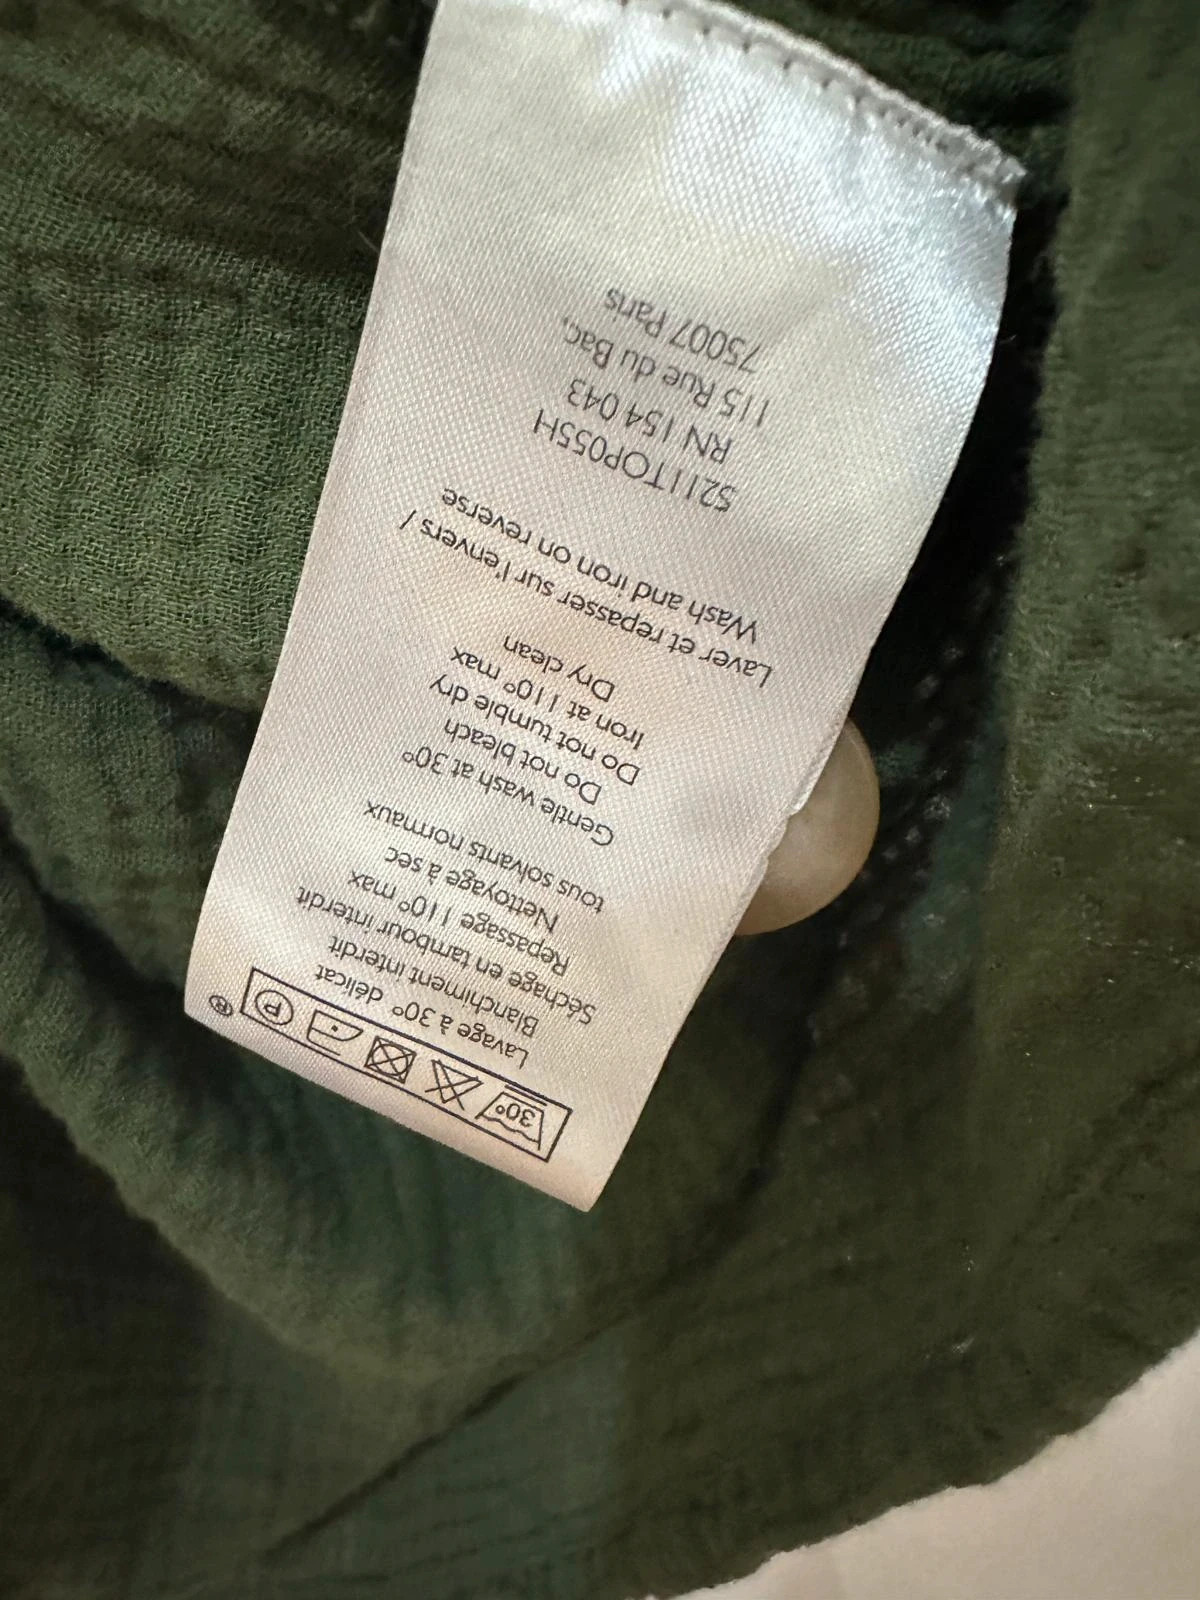 30°
P
®
Lavage à 30° délicat
Blanchiment interdit
Séchage en tambour interdit
Repassage 110° max
Nettoyage à sec
tous solvants normaux
Gentle wash at 30°
Do not bleach
Do not tumble dry
Iron at 110° max
Dry clean
Laver et repasser sur l'envers /
Wash and iron on reverse
S211TOP055H
RN 154 043
115 Rue du Bac,
75007 Paris